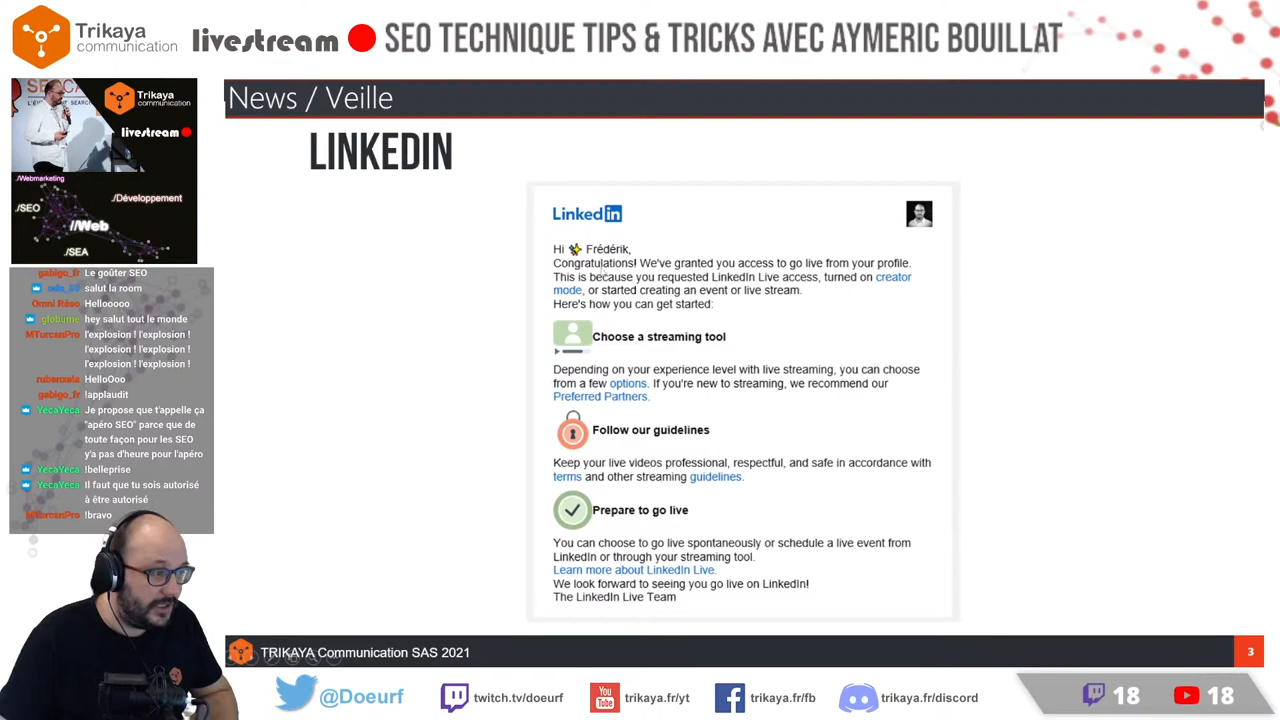 Trikaya
communication
livestream
SEO TECHNIQUE TIPS & TRICKS AVEC AYMERIC BOUILLAT
Trikaya
communication
livestream
./Webmarketing
./Développement
./SEO
//Web
./SEA
gabigo_fr Le goûter SEO
salut la room
Omni Réso Helloooo
globume hey salut tout le monde
MTurcanPro l'explosion ! l'explosion !
l'explosion ! l'explosion !
l'explosion ! l'explosion !
HelloOoo
gabigo_fr !applaudit
YecaYeca Je propose que t'appelle ça
"apéro SEO" parce que de
toute façon pour les SEO
y'a pas d'heure pour l'apéro
YecaYeca !belleprise
YecaYeca Il faut que tu sois autorisé
à être autorisé
MTurcanPro !bravo
News / Veille
LINKEDIN
Linked in
Hi Frédérik,
Congratulations! We've granted you access to go live from your profile.
This is because you requested LinkedIn Live access, turned on creator
mode, or started creating an event or live stream.
Here's how you can get started:
Choose a streaming tool
Depending on your experience level with live streaming, you can choose
from a few options. If you're new to streaming, we recommend our
Preferred Partners.
Follow our guidelines
Keep your live videos professional, respectful, and safe in accordance with
terms and other streaming guidelines.
Prepare to go live
You can choose to go live spontaneously or schedule a live event from
LinkedIn or through your streaming tool.
Learn more about LinkedIn Live.
We look forward to seeing you go live on LinkedIn!
The LinkedIn Live Team
TRIKAYA Communication SAS 2021
3
@Doeurf
twitch.tv/doeurf
You
Tube
trikaya.fr/yt
trikaya.fr/fb
trikaya.fr/discord
18
18